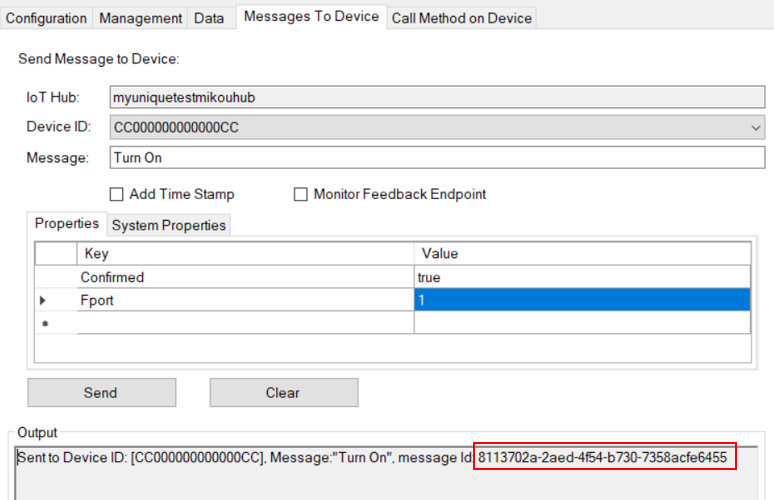 Configuration Management Data Messages To Device Call Method on Device
Send Message to Device:
IoT Hub: myuniquetestmikouhub
Device ID: CC000000000000CC
Message: Turn On
Add Time Stamp Monitor Feedback Endpoint
Properties System Properties
Key Value
Confirmed true
Fport 1
*
Send Clear
Output
Sent to Device ID: [CC000000000000CC], Message:"Turn On", message Id: 8113702a-2aed-4f54-b730-7358acfe6455